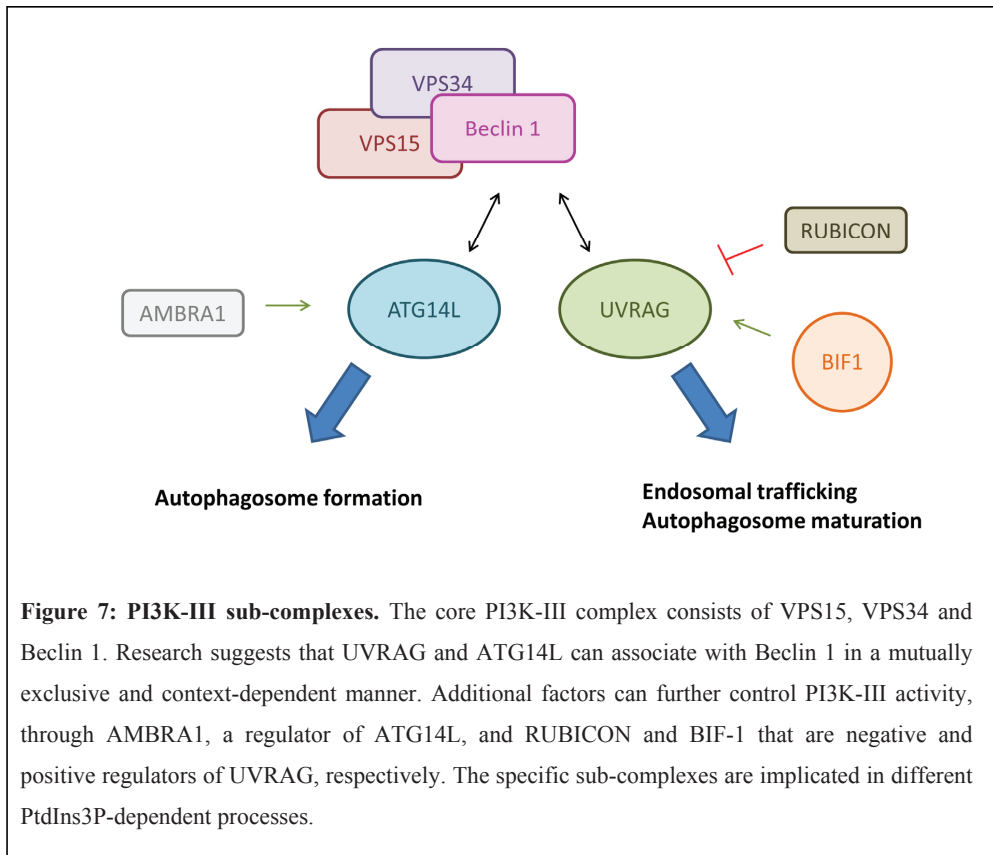 VPS34
Beclin 1
VPS15
RUBICON
AMBRA1
ATG14L
UVRAG
BIF1
Autophagosome formation
Endosomal trafficking
Autophagosome maturation
Figure 7: PI3K-III sub-complexes. The core PI3K-III complex consists of VPS15, VPS34 and
Beclin 1. Research suggests that UVRAG and ATG14L can associate with Beclin 1 in a mutually
exclusive and context-dependent manner. Additional factors can further control PI3K-III activity,
through AMBRA1, a regulator of ATG14L, and RUBICON and BIF-1 that are negative and
positive regulators of UVRAG, respectively. The specific sub-complexes are implicated in different
PtdIns3P-dependent processes.